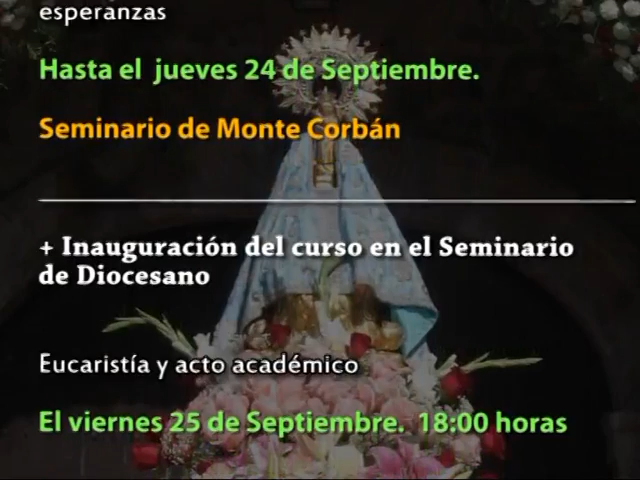 esperanzas
Hasta el jueves 24 de Septiembre.
Seminario de Monte Corbán
+ Inauguración del curso en el Seminario
de Diocesano
Eucaristía y acto académico
El viernes 25 de Septiembre. 18:00 horas